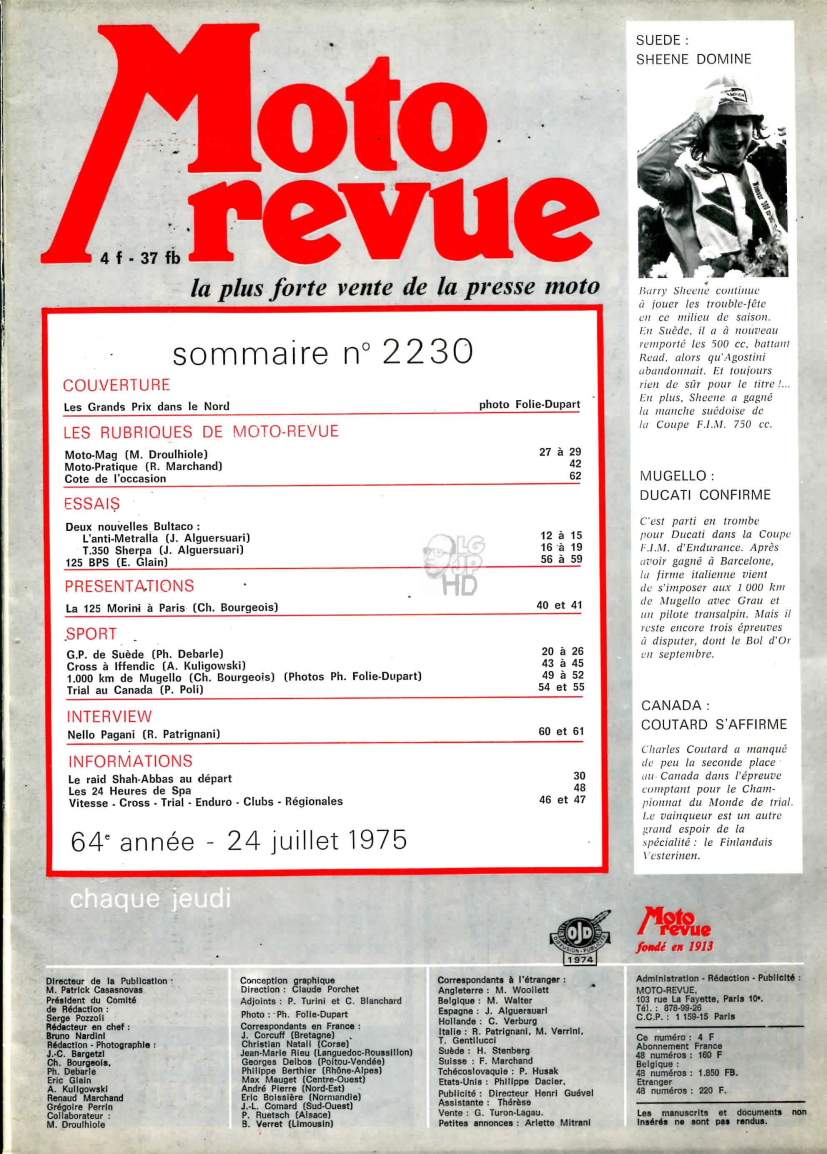 Moto
revue
4 f - 37 fb
la plus forte vente de la presse moto
sommaire n° 2230
COUVERTURE
Les Grands Prix dans le Nord photo Folie-Dupart
LES RUBRIQUES DE MOTO-REVUE
Moto-Mag (M. Droulhiole) 27 à 29
Moto-Pratique (R. Marchand) 42
Cote de l'occasion 62
ESSAIS
Deux nouvelles Bultaco :
L'anti-Metralla (J. Alguersuari) 12 à 15
T.350 Sherpa (J. Alguersuari) 16 à 19
125 BPS (E. Glain) 56 à 59
PRESENTATIONS
La 125 Morini à Paris (Ch. Bourgeois) 40 et 41
SPORT
G.P. de Suède (Ph. Debarle) 20 à 26
Cross à Iffendic (A. Kuligowski) 43 à 45
1.000 km de Mugello (Ch. Bourgeois) (Photos Ph. Folie-Dupart) 49 à 52
Trial au Canada (P. Poli) 54 et 55
INTERVIEW
Nello Pagani (R. Patrignani) 60 et 61
INFORMATIONS
Le raid Shah-Abbas au départ 30
Les 24 Heures de Spa 48
Vitesse - Cross - Trial - Enduro - Clubs - Régionales 46 et 47
64e année - 24 juillet 1975
LG
JP
HD
chaque jeudi
SUEDE :
SHEENE DOMINE
Barry Sheene continue
à jouer les trouble-fête
en ce milieu de saison.
En Suède, il a à nouveau
remporté les 500 cc, battant
Read, alors qu'Agostini
abandonnait. Et toujours
rien de sûr pour le titre !...
En plus, Sheene a gagné
la manche suédoise de
la Coupe F.I.M. 750 cc.
MUGELLO :
DUCATI CONFIRME
C'est parti en trombe
pour Ducati dans la Coupe
F.I.M. d'Endurance. Après
avoir gagné à Barcelone,
la firme italienne vient
de s'imposer aux 1 000 km
de Mugello avec Grau et
un pilote transalpin. Mais il
reste encore trois épreuves
à disputer, dont le Bol d'Or
en septembre.
CANADA :
COUTARD S'AFFIRME
Charles Coutard a manqué
de peu la seconde place
au Canada dans l'épreuve
comptant pour le Cham-
pionnat du Monde de trial.
Le vainqueur est un autre
grand espoir de la
spécialité : le Finlandais
Vesterinen.
OJD
DIFFUSION - PUBLICITÉ
1974
Moto
revue
fondé en 1913
Directeur de la Publication :
M. Patrick Casasnovas
Président du Comité
de Rédaction :
Serge Pozzoli
Rédacteur en chef :
Bruno Nardini
Rédaction - Photographie :
J.-C. Bargetzi
Ch. Bourgeois,
Ph. Debarle
Eric Glain
A. Kuligowski
Renaud Marchand
Grégoire Perrin
Collaborateur :
M. Droulhiole
Conception graphique
Direction : Claude Porchet
Adjoints : P. Turini et C. Blanchard
Photo : Ph. Folie-Dupart
Correspondants en France :
J. Corcuff (Bretagne)
Christian Natali (Corse)
Jean-Marie Rieu (Languedoc-Roussillon)
Georges Delbos (Poitou-Vendée)
Philippe Berthier (Rhône-Alpes)
Max Mauget (Centre-Ouest)
André Pierre (Nord-Est)
Eric Boissière (Normandie)
J.-L. Comard (Sud-Ouest)
P. Ruetsch (Alsace)
B. Verret (Limousin)
Correspondants à l'étranger :
Angleterre : M. Woollett
Belgique : M. Walter
Espagne : J. Alguersuari
Hollande : C. Verburg
Italie : R. Patrignani, M. Verrini,
T. Gentilucci
Suède : H. Stenberg
Suisse : F. Marchand
Tchécoslovaquie : P. Husak
Etats-Unis : Philippe Dacier.
Publicité : Directeur Henri Guével
Assistante : Thérèse
Vente : G. Turon-Lagau.
Petites annonces : Arlette Mitrani
Administration - Rédaction - Publicité :
MOTO-REVUE,
103 rue La Fayette, Paris 10e.
Tél. : 878-99-26
C.C.P. : 1 159-15 Paris
Ce numéro : 4 F
Abonnement France
48 numéros : 160 F
Belgique :
48 numéros : 1.850 FB.
Etranger
48 numéros : 220 F.
Les manuscrits et documents non
insérés ne sont pas rendus.